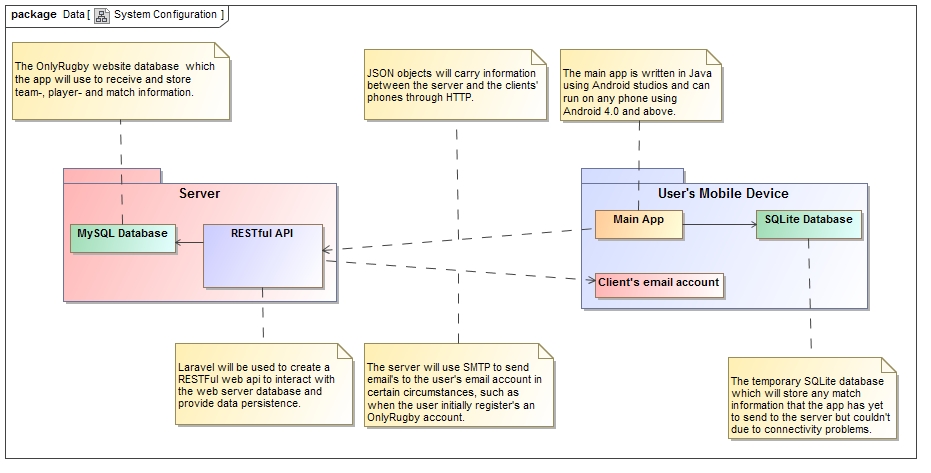 package Data [ System Configuration ]
The OnlyRugby website database which
the app will use to receive and store
team-, player- and match information.
JSON objects will carry information
between the server and the clients'
phones through HTTP.
The main app is written in Java
using Android studios and can
run on any phone using
Android 4.0 and above.
Server
MySQL Database
RESTful API
User's Mobile Device
Main App
SQLite Database
Client's email account
Laravel will be used to create a
RESTFul web api to interact with
the web server database and
provide data persistence.
The server will use SMTP to send
email's to the user's email account in
certain circumstances, such as
when the user initially register's an
OnlyRugby account.
The temporary SQLite database
which will store any match
information that the app has yet
to send to the server but couldn't
due to connectivity problems.